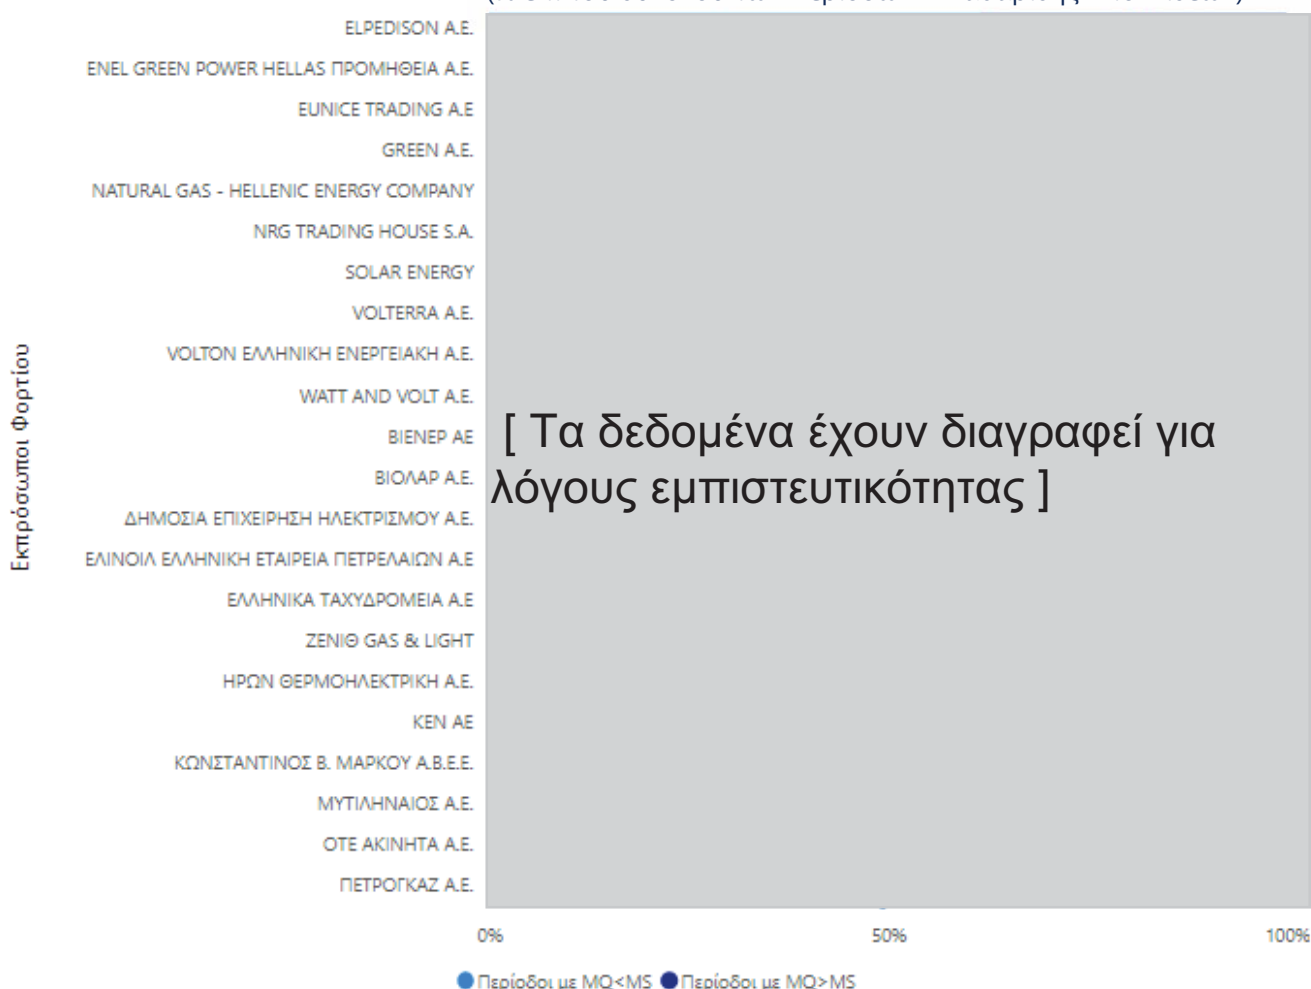 ELPEDISON A.E.
ENEL GREEN POWER HELLAS ΠΡΟΜΗΘΕΙΑ Α.Ε.
EUNICE TRADING A.E
GREEN A.E.
NATURAL GAS - HELLENIC ENERGY COMPANY
NRG TRADING HOUSE S.A.
SOLAR ENERGY
VOLTERRA A.E.
VOLTON ΕΛΛΗΝΙΚΗ ΕΝΕΡΓΕΙΑΚΗ Α.Ε.
WATT AND VOLT A.E.
ΒΙΕΝΕΡ ΑΕ
ΒΙΟΛΑΡ Α.Ε.
ΔΗΜΟΣΙΑ ΕΠΙΧΕΙΡΗΣΗ ΗΛΕΚΤΡΙΣΜΟΥ Α.Ε.
ΕΛΙΝΟΙΛ ΕΛΛΗΝΙΚΗ ΕΤΑΙΡΕΙΑ ΠΕΤΡΕΛΑΙΩΝ Α.Ε
ΕΛΛΗΝΙΚΑ ΤΑΧΥΔΡΟΜΕΙΑ Α.Ε
ΖΕΝΙΘ GAS & LIGHT
ΗΡΩΝ ΘΕΡΜΟΗΛΕΚΤΡΙΚΗ Α.Ε.
ΚΕΝ ΑΕ
ΚΩΝΣΤΑΝΤΙΝΟΣ Β. ΜΑΡΚΟΥ Α.Β.Ε.Ε.
ΜΥΤΙΛΗΝΑΙΟΣ Α.Ε.
ΟΤΕ ΑΚΙΝΗΤΑ Α.Ε.
ΠΕΤΡΟΓΚΑΖ Α.Ε.
Εκπρόσωποι Φορτίου
[ Τα δεδομένα έχουν διαγραφεί για
λόγους εμπιστευτικότητας ]
0% 50% 100%
Περίοδοι με MQ<MS Περίοδοι με MQ>MS